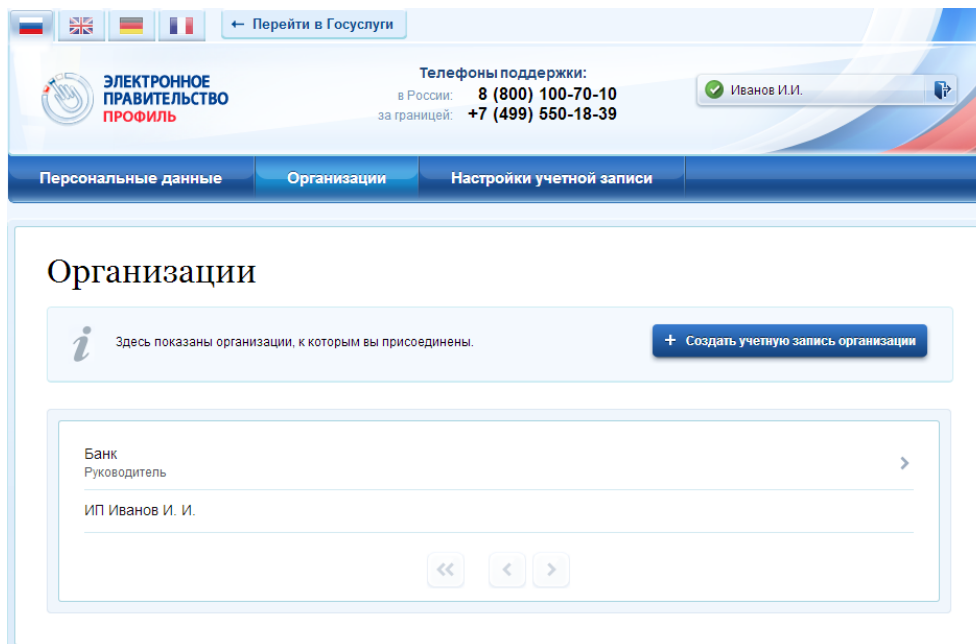 ← Перейти в Госуслуги
ЭЛЕКТРОННОЕ
ПРАВИТЕЛЬСТВО
ПРОФИЛЬ
Телефоны поддержки:
в России: 8 (800) 100-70-10
за границей: +7 (499) 550-18-39
Иванов И.И.
Персональные данные
Организации
Настройки учетной записи
Организации
Здесь показаны организации, к которым вы присоединены.
+ Создать учетную запись организации
Банк
Руководитель
ИП Иванов И. И.